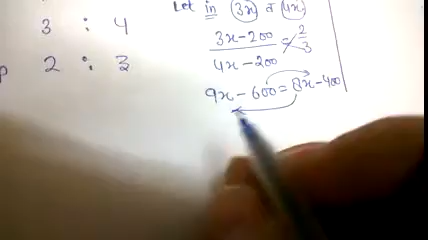 3 : 4
p 2 : 3
Let in 3x व 4x
3x-200 / 4x-200 = 2/3
9x-600 = 8x-400